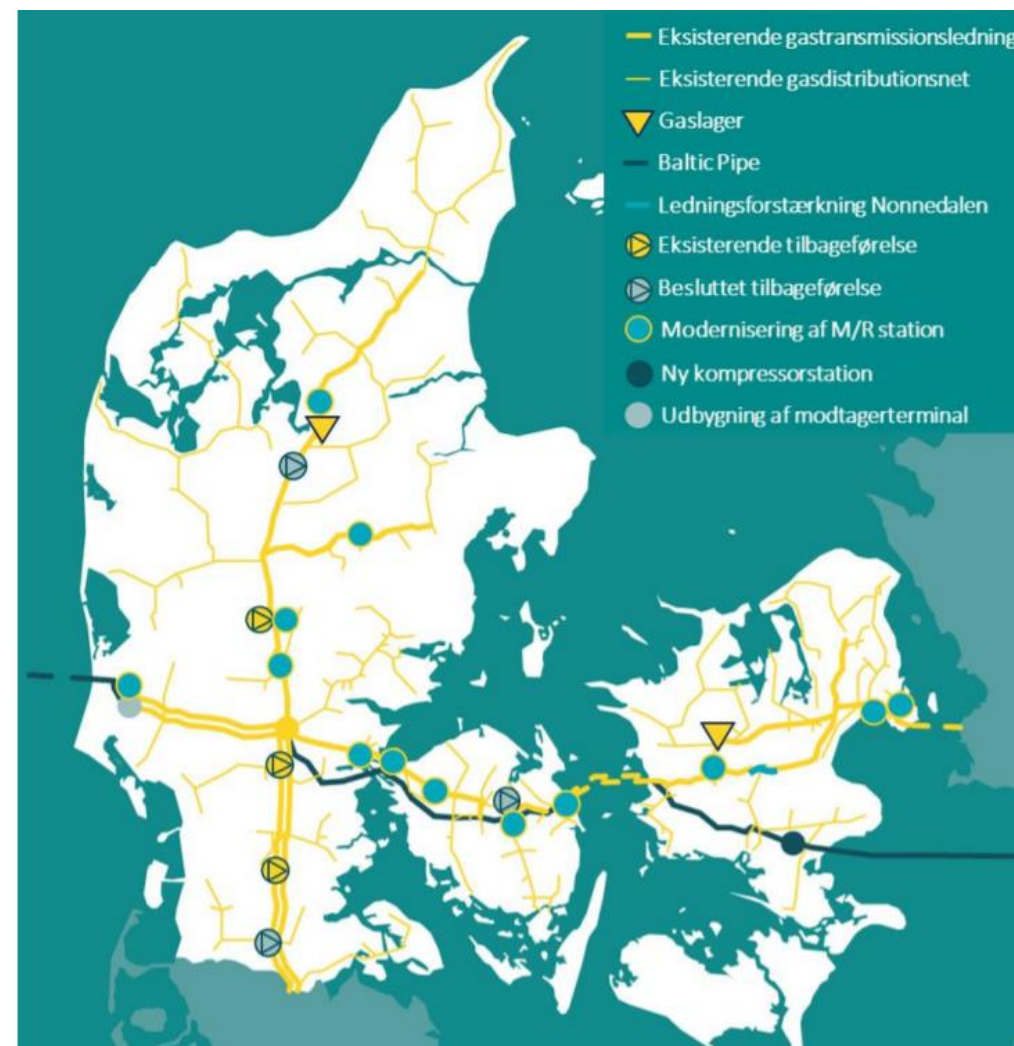 Eksisterende gastransmissionsledning
Eksisterende gasdistributionsnet
Gaslager
Baltic Pipe
Ledningsforstærkning Nonnedalen
Eksisterende tilbageførelse
Besluttet tilbageførelse
Modernisering af M/R station
Ny kompressorstation
Udbygning af modtagerterminal